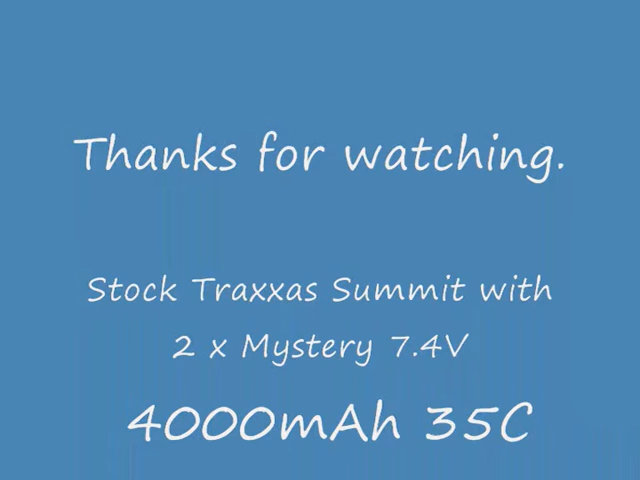 Thanks for watching.
Stock Traxxas Summit with
2 x Mystery 7.4V
4000mAh 35C